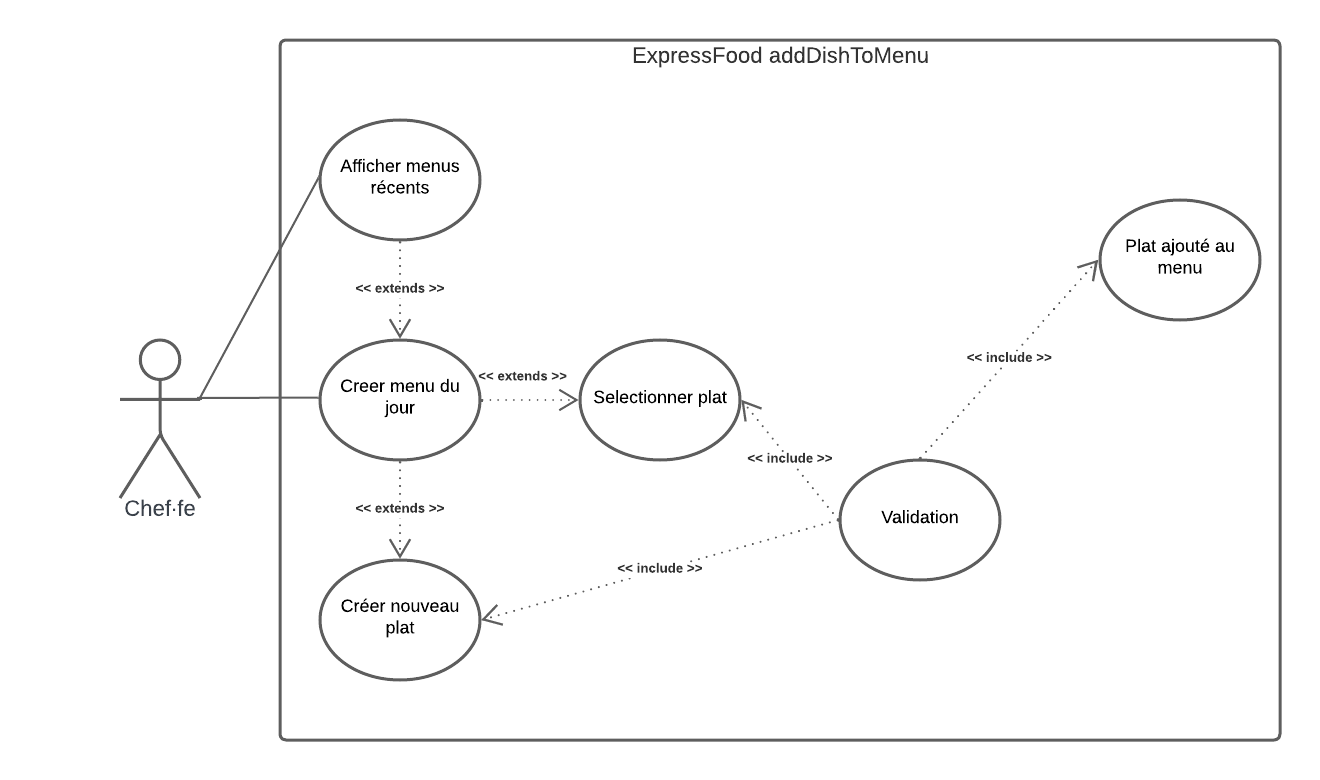 ExpressFood addDishToMenu
Afficher menus
récents
<< extends >>
Creer menu du
jour
<< extends >>
Selectionner plat
<< extends >>
Créer nouveau
plat
<< include >>
<< include >>
Validation
<< include >>
Plat ajouté au
menu
Chef·fe